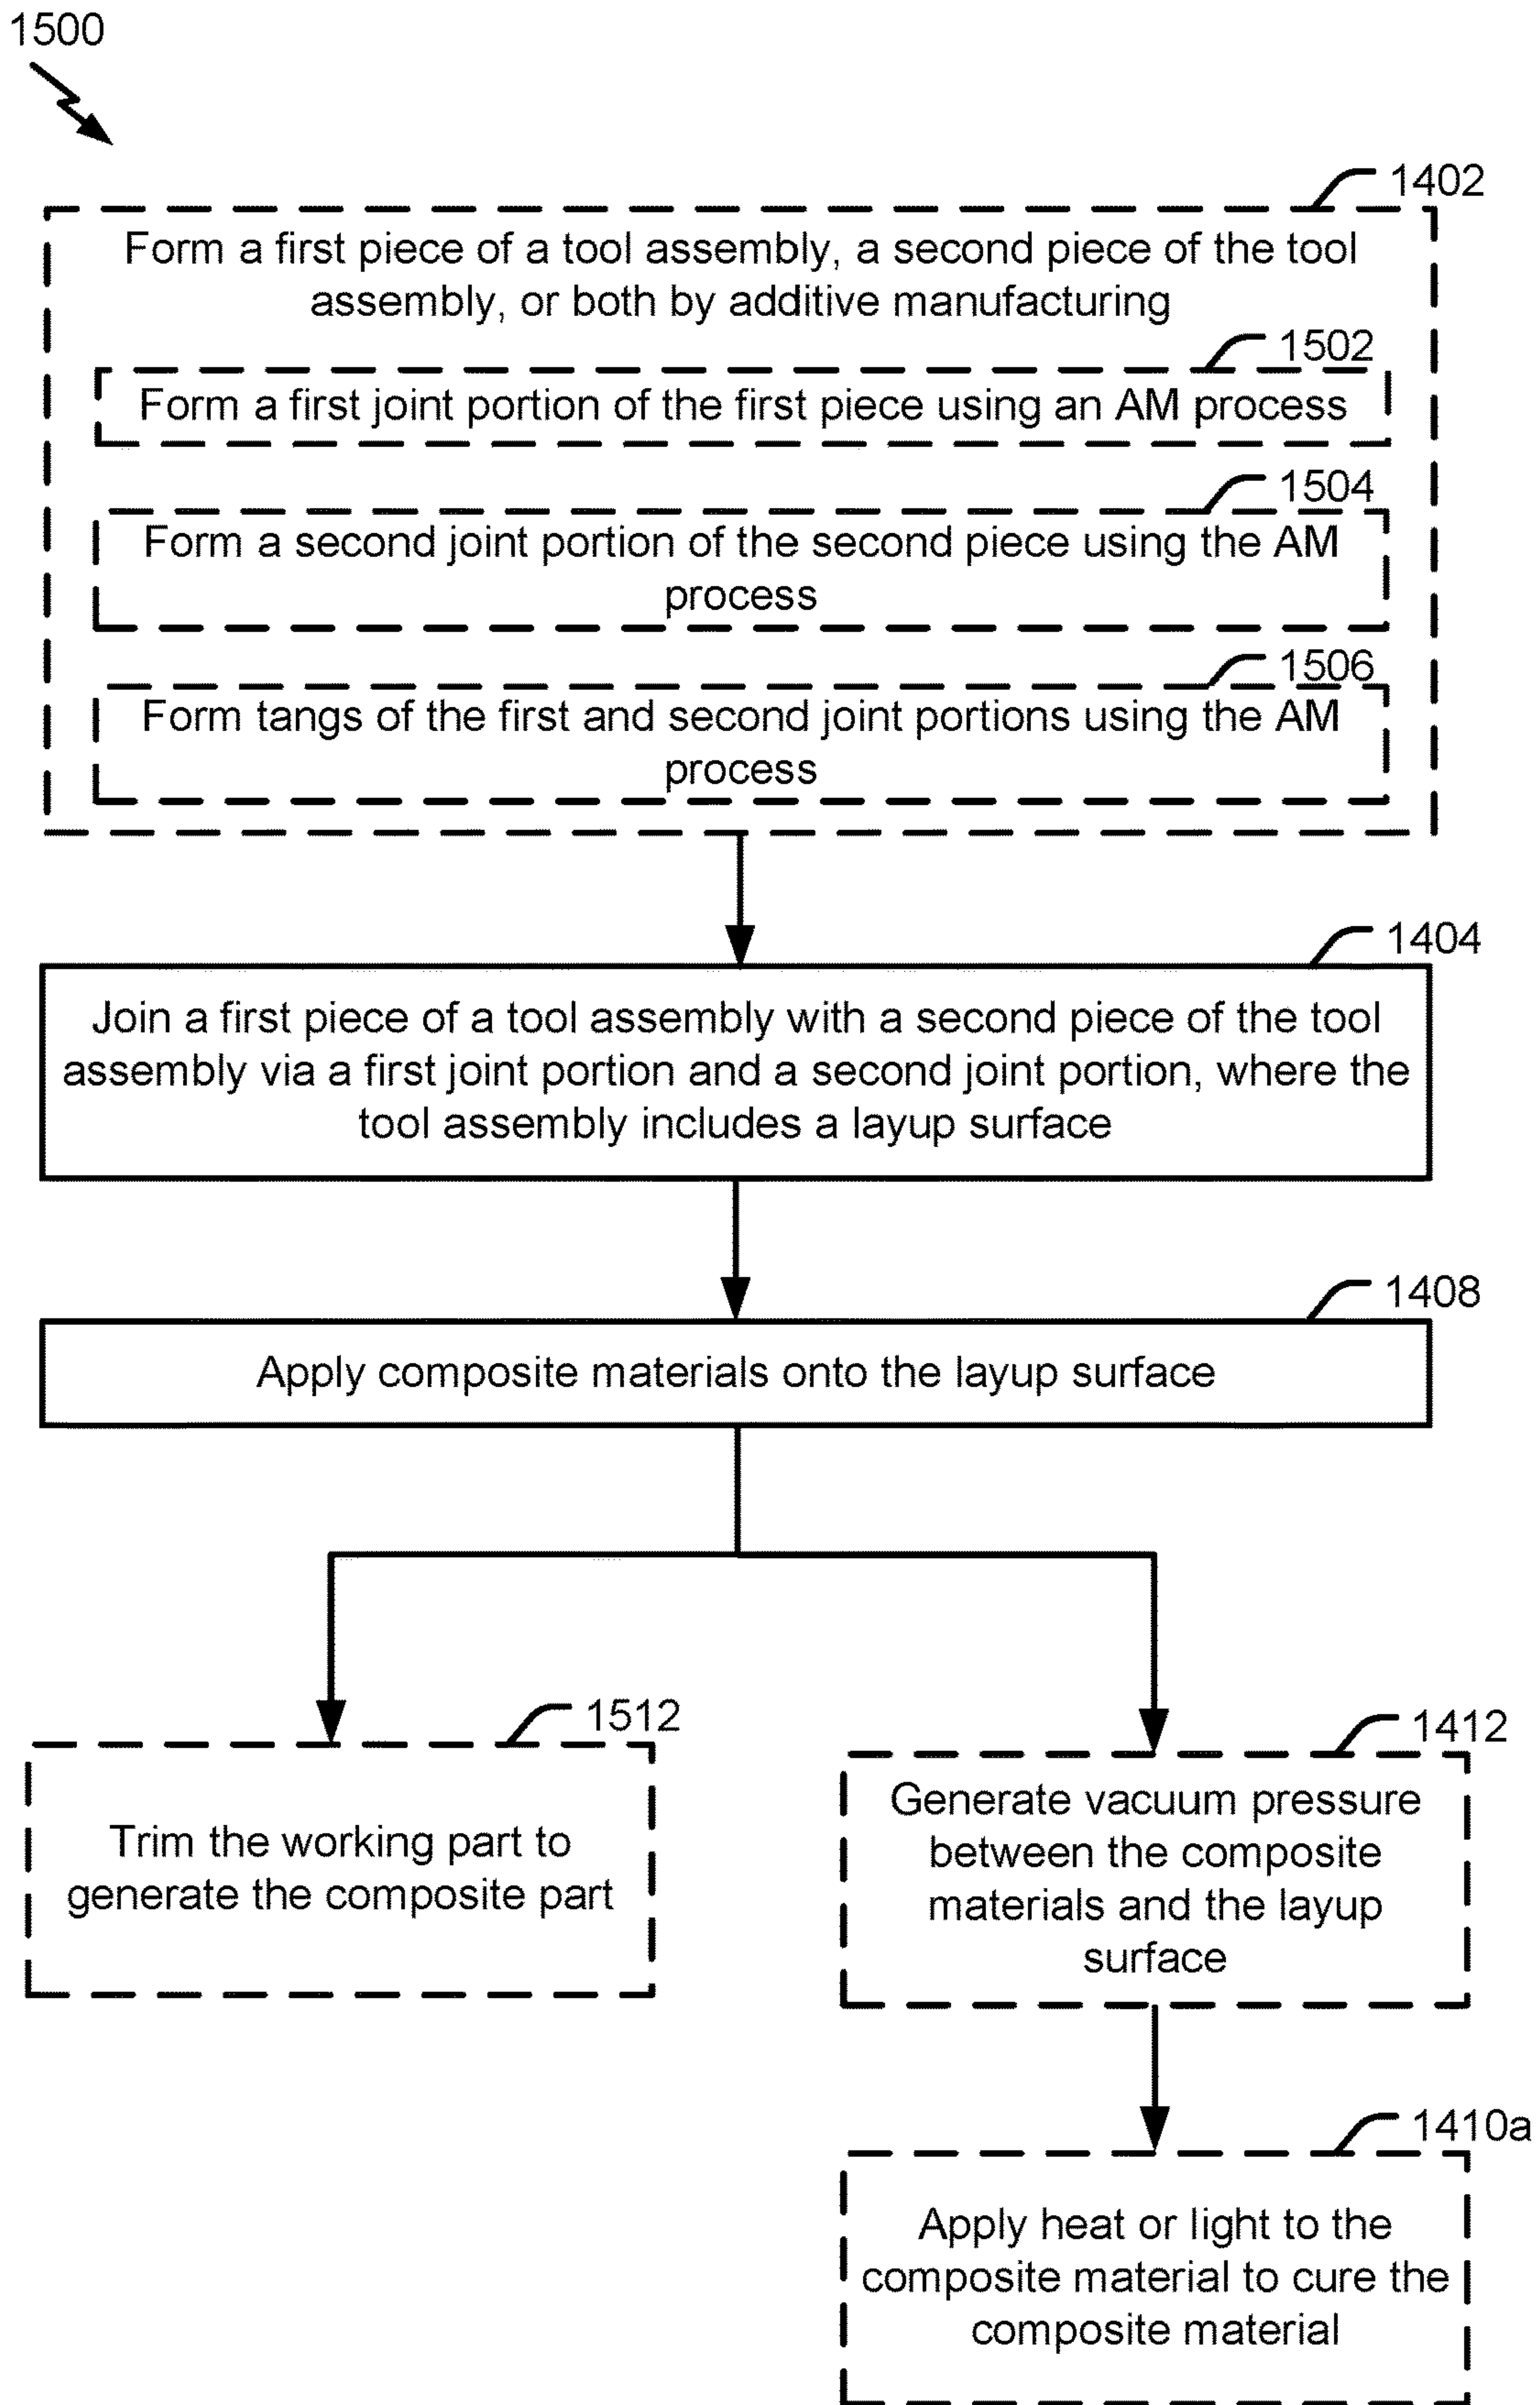 1500
1402
Form a first piece of a tool assembly, a second piece of the tool
assembly, or both by additive manufacturing
1502
Form a first joint portion of the first piece using an AM process
1504
Form a second joint portion of the second piece using the AM
process
1506
Form tangs of the first and second joint portions using the AM
process
1404
Join a first piece of a tool assembly with a second piece of the tool
assembly via a first joint portion and a second joint portion, where the
tool assembly includes a layup surface
1408
Apply composite materials onto the layup surface
1512
Trim the working part to
generate the composite part
1412
Generate vacuum pressure
between the composite
materials and the layup
surface
1410a
Apply heat or light to the
composite material to cure the
composite material